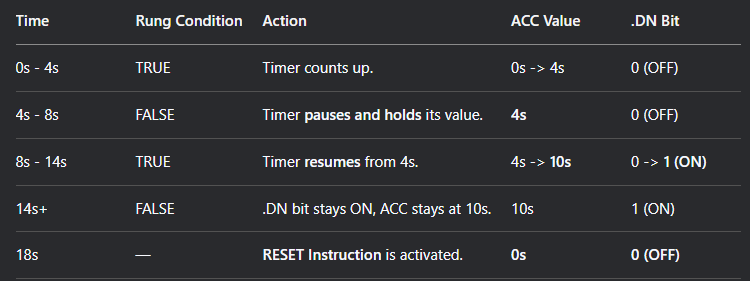 Time Rung Condition Action ACC Value .DN Bit
0s - 4s TRUE Timer counts up. 0s -> 4s 0 (OFF)
4s - 8s FALSE Timer pauses and holds its value. 4s 0 (OFF)
8s - 14s TRUE Timer resumes from 4s. 4s -> 10s 0 -> 1 (ON)
14s+ FALSE .DN bit stays ON, ACC stays at 10s. 10s 1 (ON)
18s — RESET Instruction is activated. 0s 0 (OFF)